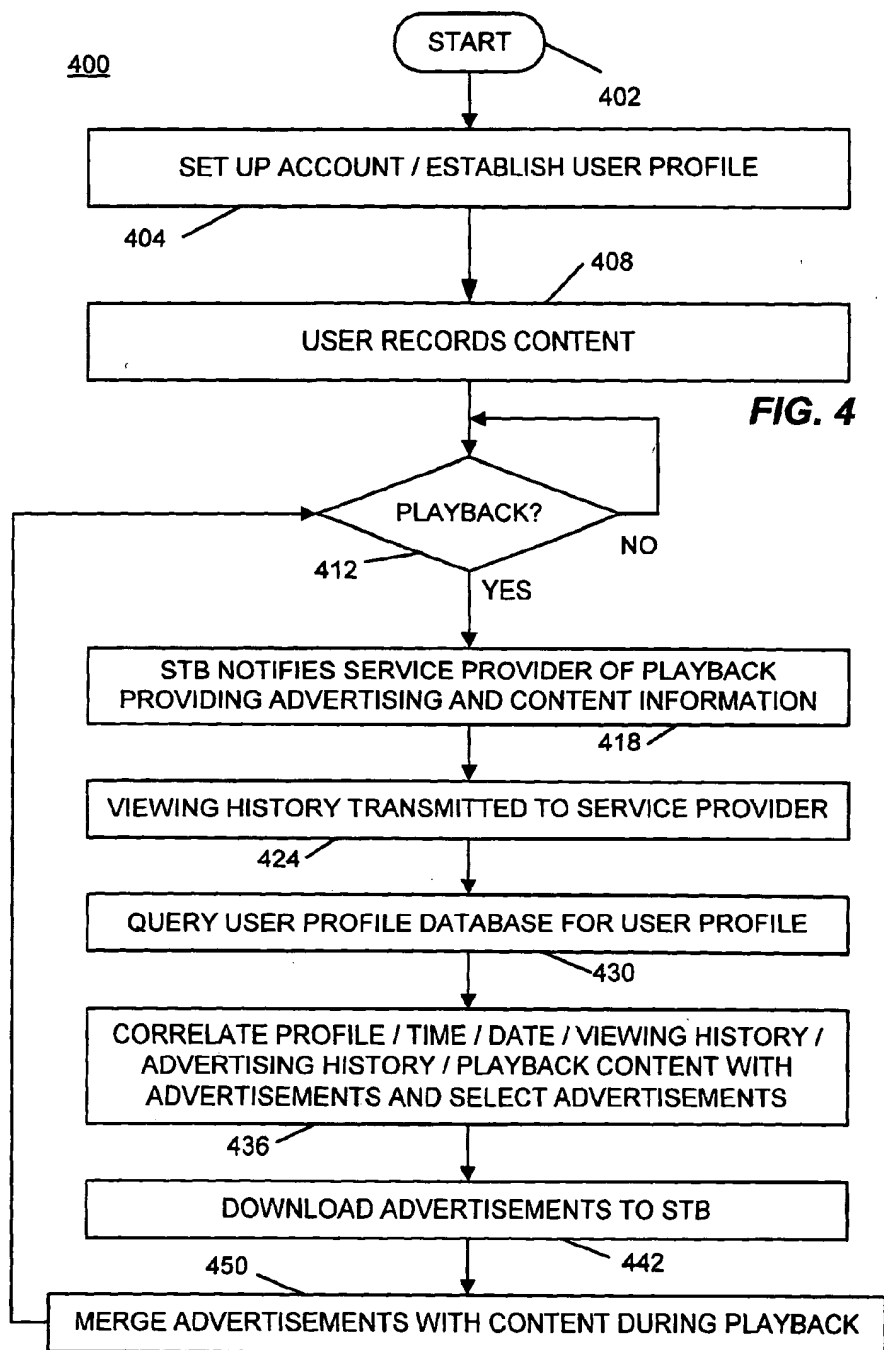 START
400
402
SET UP ACCOUNT / ESTABLISH USER PROFILE
404
408
USER RECORDS CONTENT
FIG. 4
PLAYBACK?
NO
412
YES
STB NOTIFIES SERVICE PROVIDER OF PLAYBACK
PROVIDING ADVERTISING AND CONTENT INFORMATION
418
VIEWING HISTORY TRANSMITTED TO SERVICE PROVIDER
424
QUERY USER PROFILE DATABASE FOR USER PROFILE
430
CORRELATE PROFILE / TIME / DATE / VIEWING HISTORY /
ADVERTISING HISTORY / PLAYBACK CONTENT WITH
ADVERTISEMENTS AND SELECT ADVERTISEMENTS
436
DOWNLOAD ADVERTISEMENTS TO STB
442
450
MERGE ADVERTISEMENTS WITH CONTENT DURING PLAYBACK